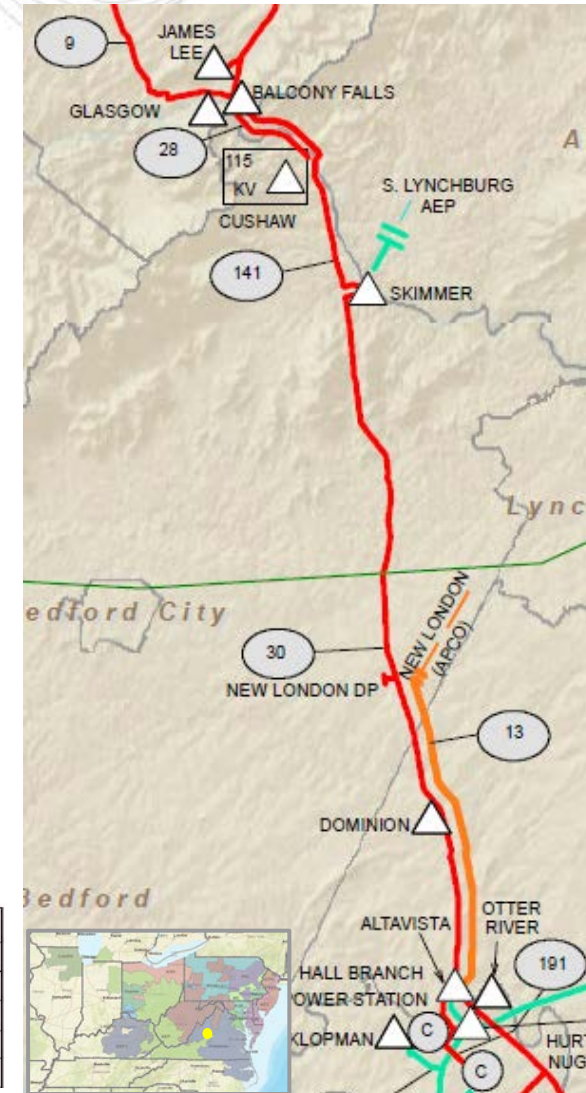 9
JAMES
LEE
BALCONY FALLS
GLASGOW
28
A
115
KV
CUSHAW
S. LYNCHBURG
AEP
141
SKIMMER
Lync
edford City
NEW LONDON
(APCO)
30
NEW LONDON DP
13
DOMINION
Bedford
ALTAVISTA
OTTER
RIVER
HALL BRANCH
OWER STATION
191
KLOPMAN
C
C
HURT
NUG